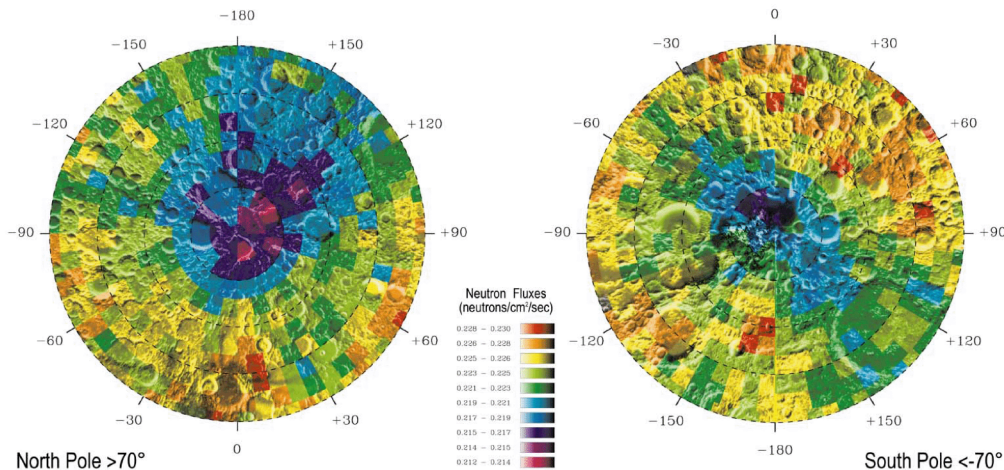 -180
-150
+150
-120
+120
-90
+90
-60
+60
-30
+30
0
North Pole >70°
Neutron Fluxes
(neutrons/cm²/sec)
0.228 - 0.230
0.226 - 0.228
0.225 - 0.226
0.223 - 0.225
0.221 - 0.223
0.219 - 0.221
0.217 - 0.219
0.215 - 0.217
0.214 - 0.215
0.212 - 0.214
0
-30
+30
-60
+60
-90
+90
-120
+120
-150
+150
-180
South Pole <-70°